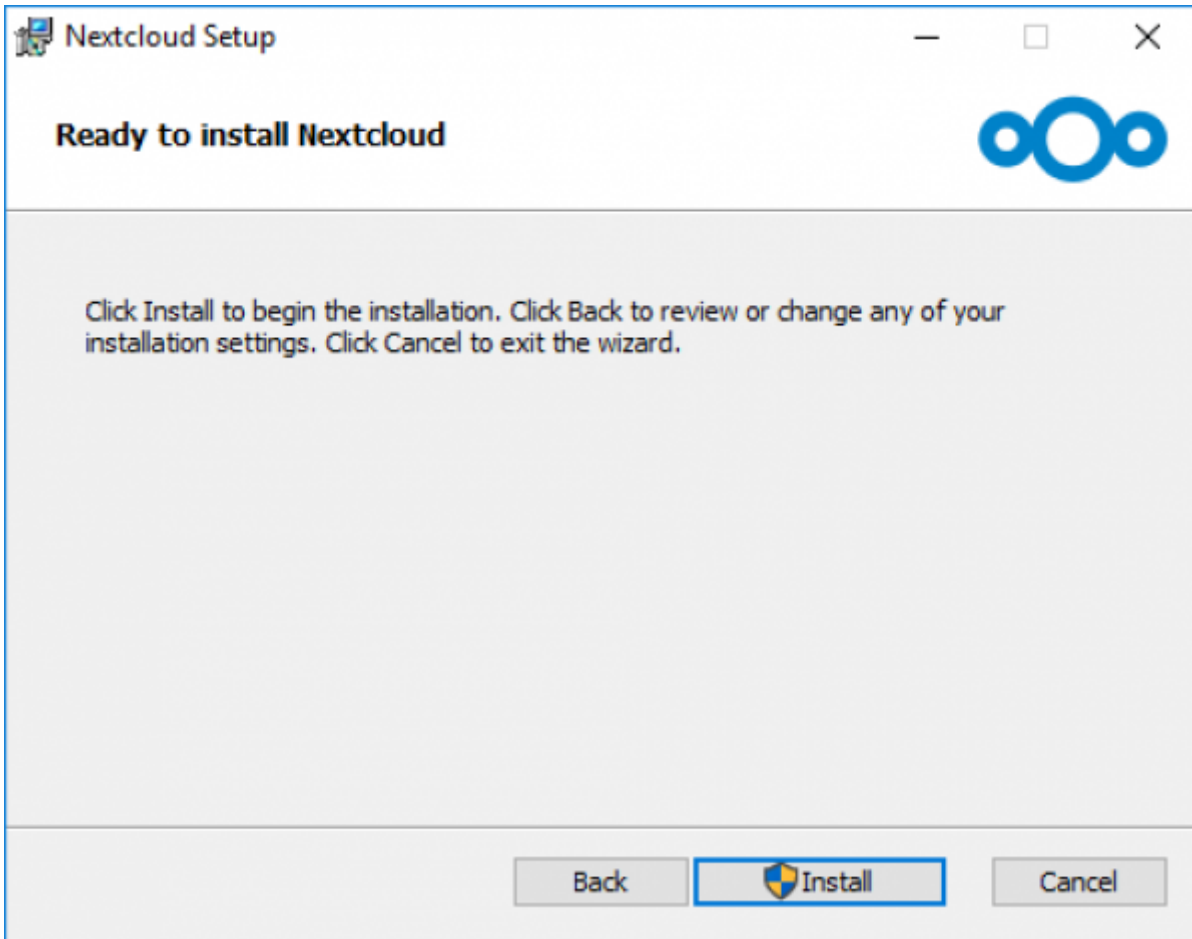 Nextcloud Setup
Ready to install Nextcloud
Click Install to begin the installation. Click Back to review or change any of your
installation settings. Click Cancel to exit the wizard.
Back
Install
Cancel